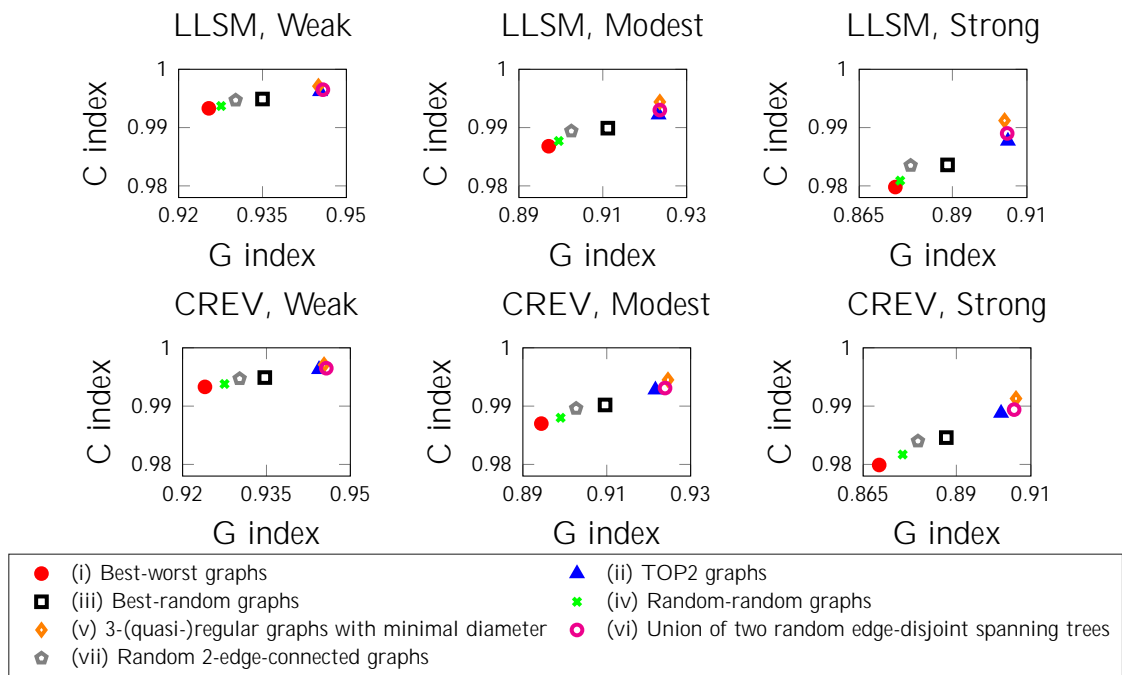 LLSM, Weak
LLSM, Modest
LLSM, Strong
C index
1
0.99
0.98
0.92
0.935
0.95
G index
C index
1
0.99
0.98
0.89
0.91
0.93
G index
C index
1
0.99
0.98
0.865
0.89
0.91
G index
CREV, Weak
CREV, Modest
CREV, Strong
C index
1
0.99
0.98
0.92
0.935
0.95
G index
C index
1
0.99
0.98
0.89
0.91
0.93
G index
C index
1
0.99
0.98
0.865
0.89
0.91
G index
(i) Best-worst graphs
(ii) TOP2 graphs
(iii) Best-random graphs
(iv) Random-random graphs
(v) 3-(quasi-)regular graphs with minimal diameter
(vi) Union of two random edge-disjoint spanning trees
(vii) Random 2-edge-connected graphs